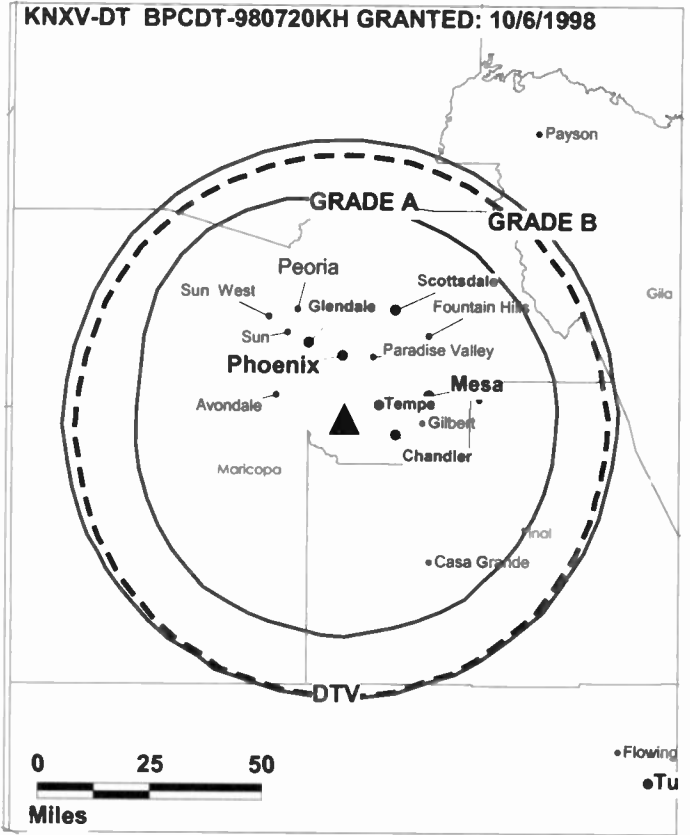 KNXV-DT BPCDT-980720KH GRANTED: 10/6/1998
Payson
GRADE A
GRADE B
Peoria
Scottsdale
Sun West
Glendale
Fountain Hills
Gila
Sun
Paradise Valley
Phoenix
Mesa
Avondale
Tempe
Gilbert
Chandler
Maricopa
Pinal
Casa Grande
DTV
Flowing
Tu
0 25 50
Miles